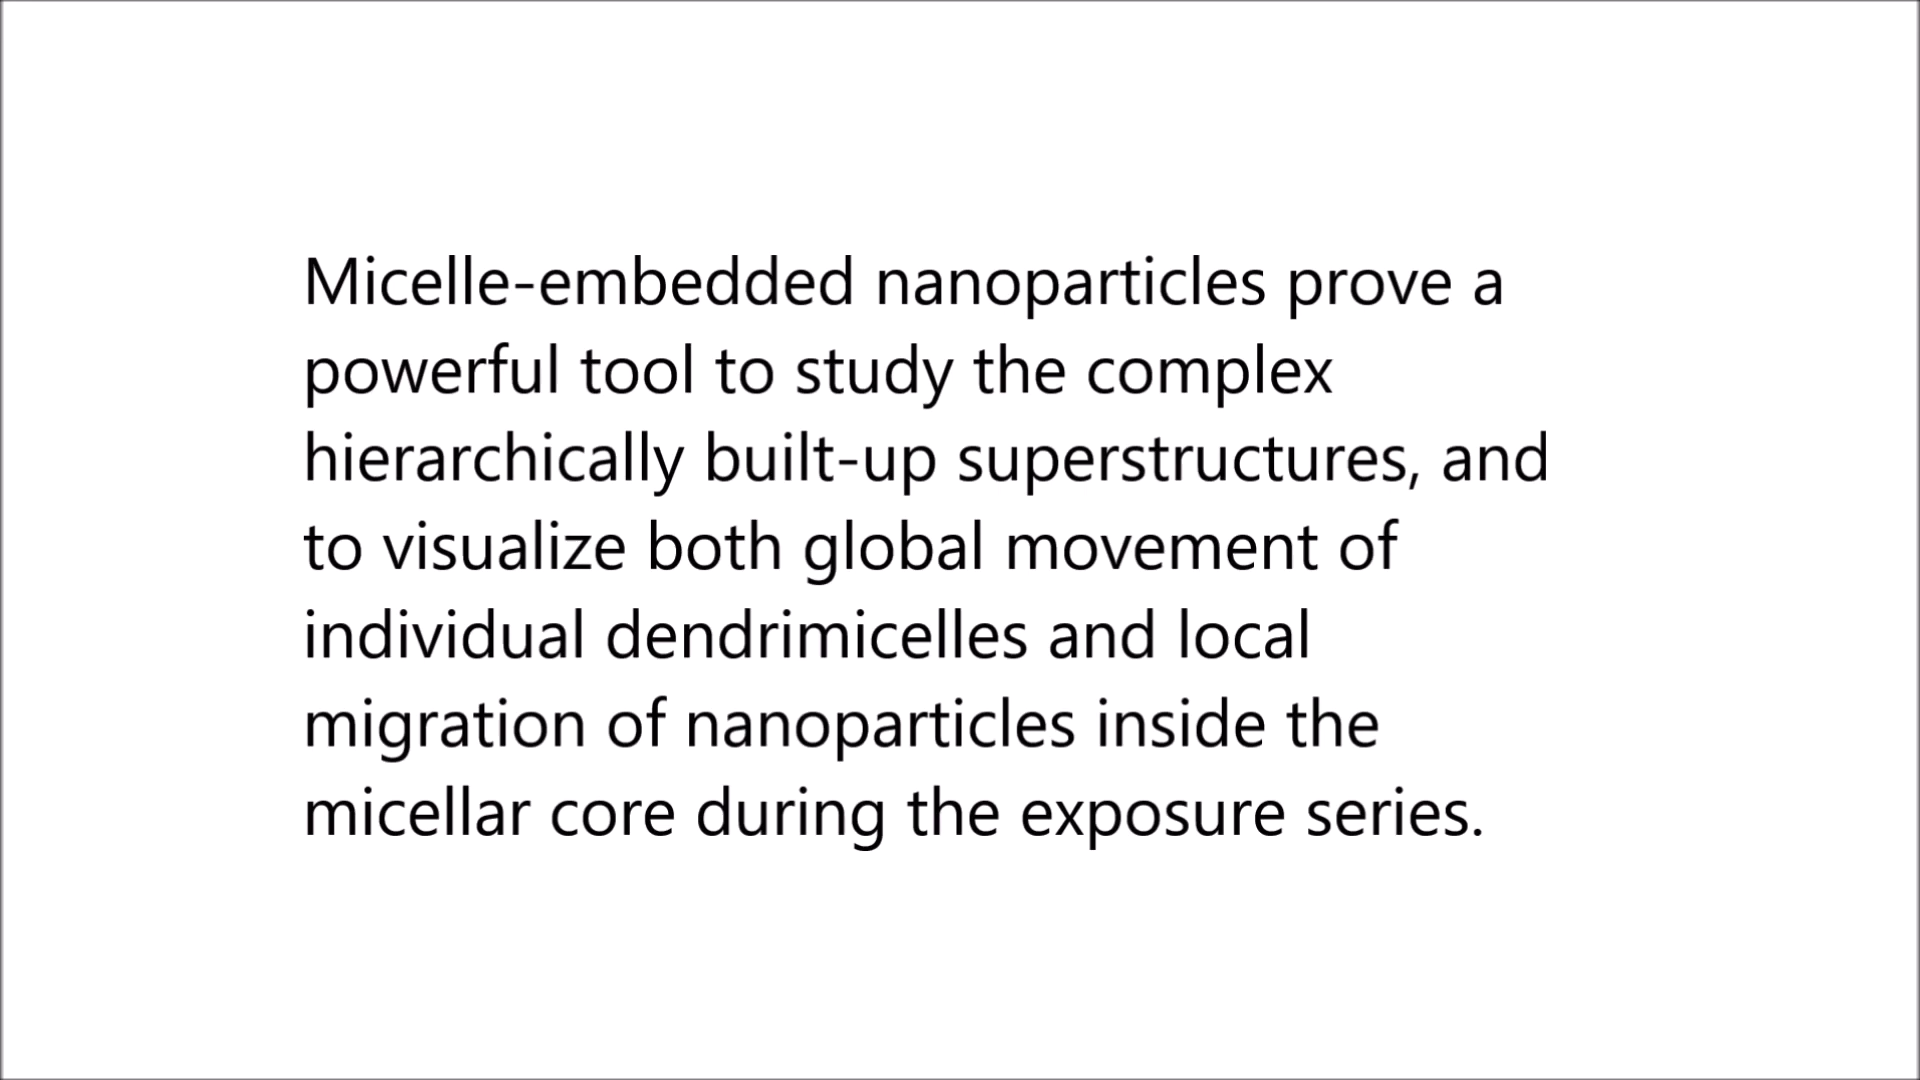 Micelle-embedded nanoparticles prove a
powerful tool to study the complex
hierarchically built-up superstructures, and
to visualize both global movement of
individual dendrimicelles and local
migration of nanoparticles inside the
micellar core during the exposure series.